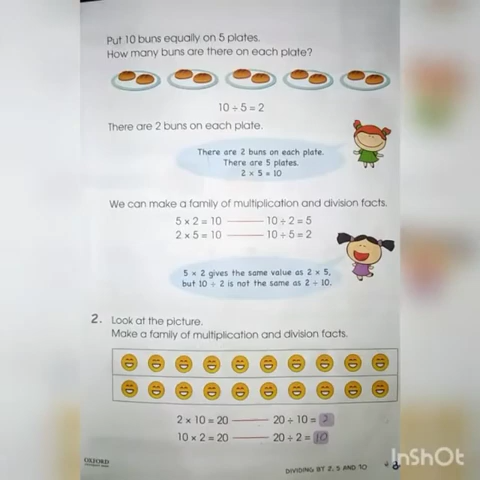 Put 10 buns equally on 5 plates.
How many buns are there on each plate?
10 ÷ 5 = 2
There are 2 buns on each plate.
There are 2 buns on each plate.
There are 5 plates.
2 × 5 = 10
We can make a family of multiplication and division facts.
5 × 2 = 10 10 ÷ 2 = 5
2 × 5 = 10 10 ÷ 5 = 2
5 × 2 gives the same value as 2 × 5,
but 10 ÷ 2 is not the same as 2 ÷ 10.
2. Look at the picture.
Make a family of multiplication and division facts.
2 × 10 = 20 20 ÷ 10 = 2
10 × 2 = 20 20 ÷ 2 = 10
OXFORD
DIVIDING BY 2, 5 AND 10
InShOt